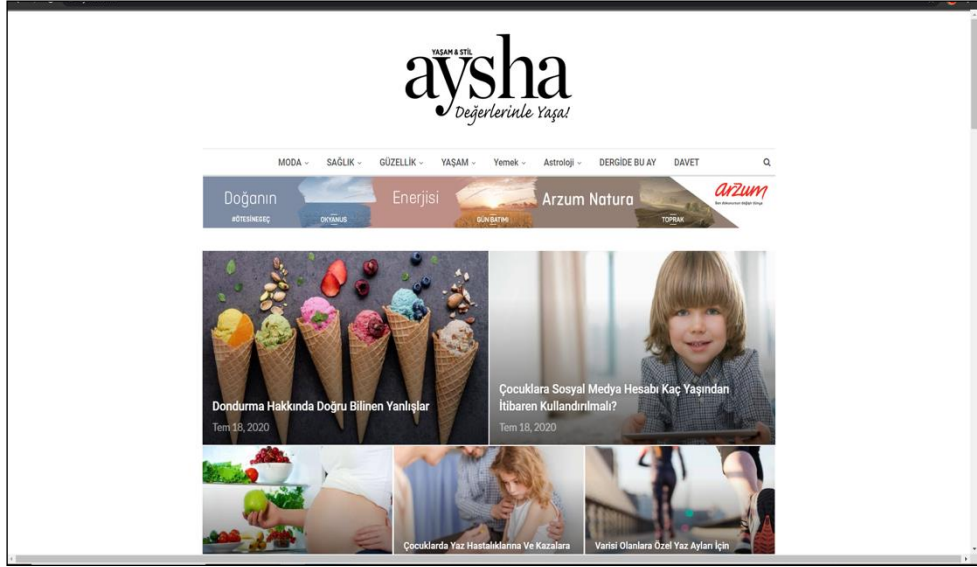 YAŞAM & STİL
aysha
Değerlerinle Yaşa!
MODA SAĞLIK GÜZELLİK YAŞAM Yemek Astroloji DERGİDE BU AY DAVET
Doğanın Enerjisi Arzum Natura arzum
#ÖTESİNESEÇ OKYANUS GÜN BATIMI TOPRAK
Dondurma Hakkında Doğru Bilinen Yanlışlar
Tem 18, 2020
Çocuklara Sosyal Medya Hesabı Kaç Yaşından
İtibaren Kullandırılmalı?
Tem 18, 2020
Çocuklarda Yaz Hastalıklarına Ve Kazalara
Varisi Olanlara Özel Yaz Ayları İçin